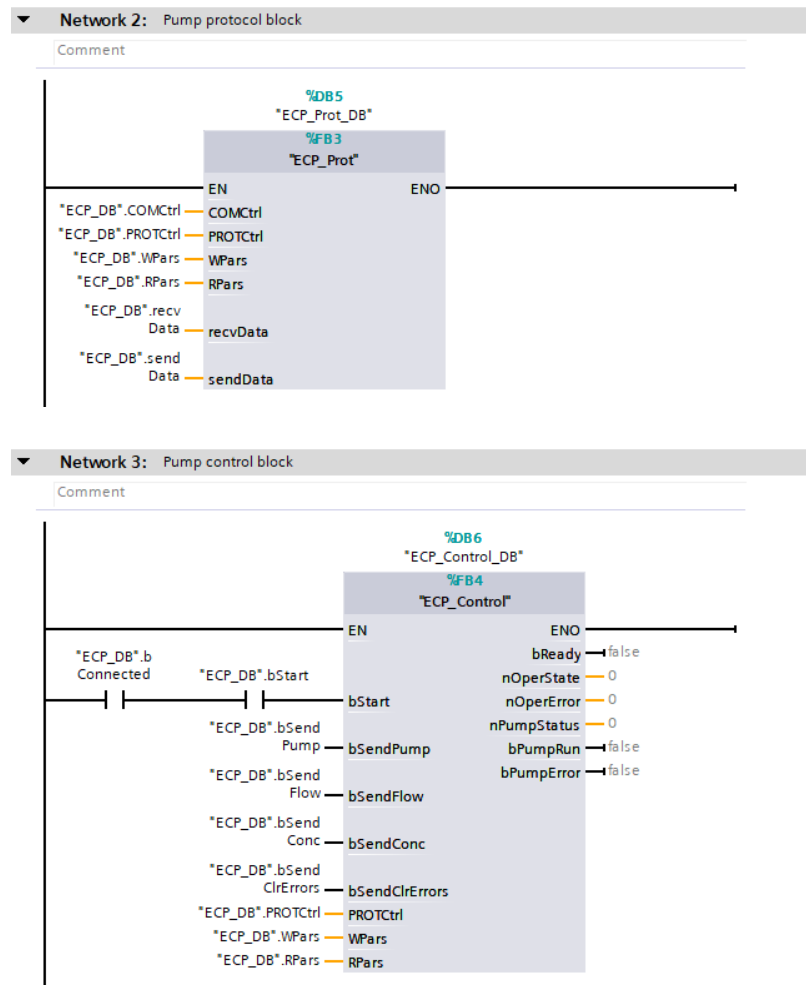 Network 2: Pump protocol block
Comment
%DB5
"ECP_Prot_DB"
%FB3
"ECP_Prot"
EN ENO
"ECP_DB".COMCtrl COMCtrl
"ECP_DB".PROTCtrl PROTCtrl
"ECP_DB".WPars WPars
"ECP_DB".RPars RPars
"ECP_DB".recv
Data recvData
"ECP_DB".send
Data sendData
Network 3: Pump control block
Comment
%DB6
"ECP_Control_DB"
%FB4
"ECP_Control"
EN ENO
bReady false
"ECP_DB".b
Connected "ECP_DB".bStart nOperState 0
bStart nOperError 0
"ECP_DB".bSend nPumpStatus 0
Pump bSendPump bPumpRun false
"ECP_DB".bSend bPumpError false
Flow bSendFlow
"ECP_DB".bSend
Conc bSendConc
"ECP_DB".bSend
ClrErrors bSendClrErrors
"ECP_DB".PROTCtrl PROTCtrl
"ECP_DB".WPars WPars
"ECP_DB".RPars RPars